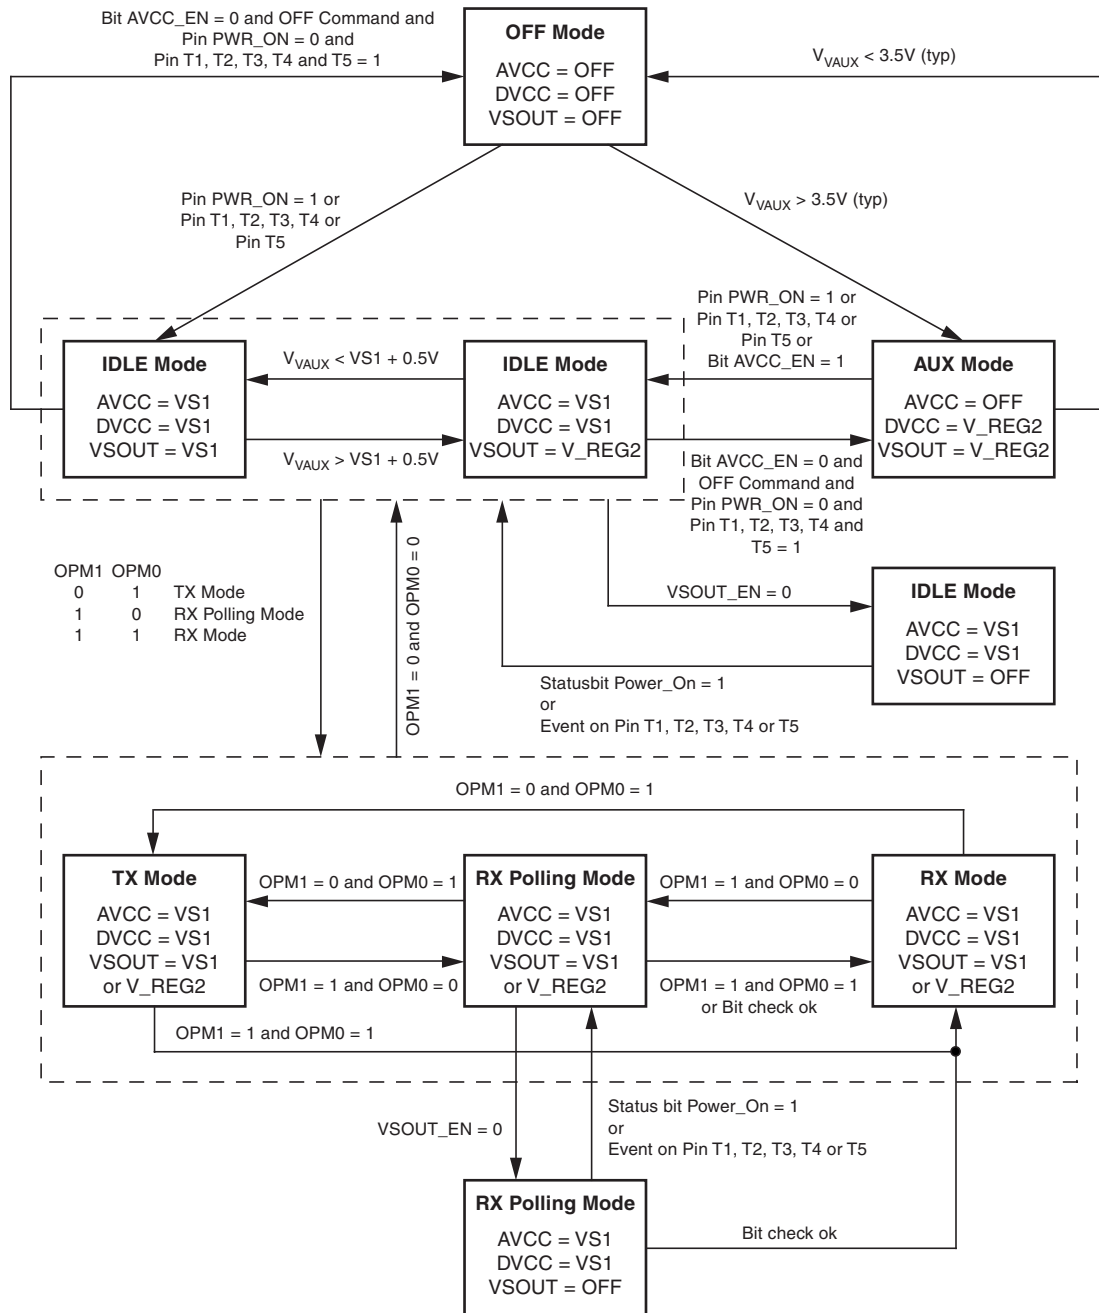 Bit AVCC_EN = 0 and OFF Command and
Pin PWR_ON = 0 and
Pin T1, T2, T3, T4 and T5 = 1
OFF Mode
AVCC = OFF
DVCC = OFF
VSOUT = OFF
VVAUX < 3.5V (typ)
Pin PWR_ON = 1 or
Pin T1, T2, T3, T4 or
Pin T5
VVAUX > 3.5V (typ)
IDLE Mode
AVCC = VS1
DVCC = VS1
VSOUT = VS1
VVAUX < VS1 + 0.5V
VVAUX > VS1 + 0.5V
IDLE Mode
AVCC = VS1
DVCC = VS1
VSOUT = V_REG2
Pin PWR_ON = 1 or
Pin T1, T2, T3, T4 or
Pin T5 or
Bit AVCC_EN = 1
AUX Mode
AVCC = OFF
DVCC = V_REG2
VSOUT = V_REG2
Bit AVCC_EN = 0 and
OFF Command and
Pin PWR_ON = 0 and
Pin T1, T2, T3, T4 and
T5 = 1
OPM1 OPM0
0 1 TX Mode
1 0 RX Polling Mode
1 1 RX Mode
OPM1 = 0 and OPM0 = 0
VSOUT_EN = 0
IDLE Mode
AVCC = VS1
DVCC = VS1
VSOUT = OFF
Statusbit Power_On = 1
or
Event on Pin T1, T2, T3, T4 or T5
OPM1 = 0 and OPM0 = 1
TX Mode
AVCC = VS1
DVCC = VS1
VSOUT = VS1
or V_REG2
OPM1 = 0 and OPM0 = 1
OPM1 = 1 and OPM0 = 0
RX Polling Mode
AVCC = VS1
DVCC = VS1
VSOUT = VS1
or V_REG2
OPM1 = 1 and OPM0 = 0
OPM1 = 1 and OPM0 = 1
or Bit check ok
RX Mode
AVCC = VS1
DVCC = VS1
VSOUT = VS1
or V_REG2
OPM1 = 1 and OPM0 = 1
VSOUT_EN = 0
Status bit Power_On = 1
or
Event on Pin T1, T2, T3, T4 or T5
RX Polling Mode
AVCC = VS1
DVCC = VS1
VSOUT = OFF
Bit check ok